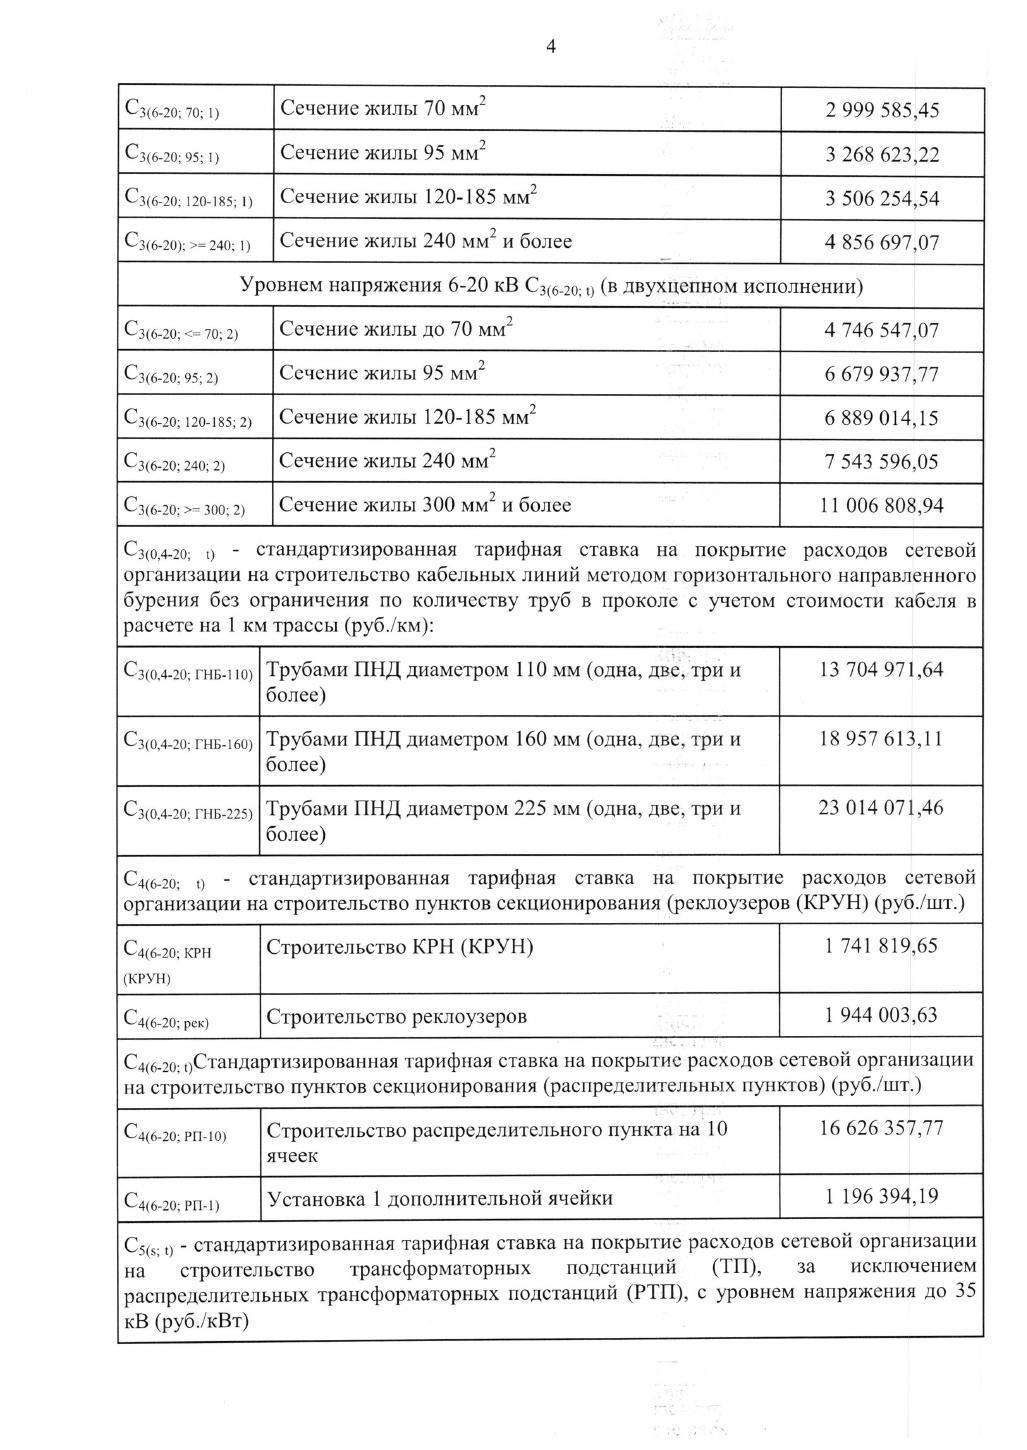 4
С3(6-20; 70; 1) Сечение жилы 70 мм² 2 999 585,45
С3(6-20; 95; 1) Сечение жилы 95 мм² 3 268 623,22
С3(6-20; 120-185; 1) Сечение жилы 120-185 мм² 3 506 254,54
С3(6-20); >= 240; 1) Сечение жилы 240 мм² и более 4 856 697,07
Уровнем напряжения 6-20 кВ С3(6-20; t) (в двухцепном исполнении)
С3(6-20; <= 70; 2) Сечение жилы до 70 мм² 4 746 547,07
С3(6-20; 95; 2) Сечение жилы 95 мм² 6 679 937,77
С3(6-20; 120-185; 2) Сечение жилы 120-185 мм² 6 889 014,15
С3(6-20; 240; 2) Сечение жилы 240 мм² 7 543 596,05
С3(6-20; >= 300; 2) Сечение жилы 300 мм² и более 11 006 808,94
С3(0,4-20; t) - стандартизированная тарифная ставка на покрытие расходов сетевой
организации на строительство кабельных линий методом горизонтального направленного
бурения без ограничения по количеству труб в проколе с учетом стоимости кабеля в
расчете на 1 км трассы (руб./км):
С3(0,4-20; ГНБ-110) Трубами ПНД диаметром 110 мм (одна, две, три и 13 704 971,64
более)
С3(0,4-20; ГНБ-160) Трубами ПНД диаметром 160 мм (одна, две, три и 18 957 613,11
более)
С3(0,4-20; ГНБ-225) Трубами ПНД диаметром 225 мм (одна, две, три и 23 014 071,46
более)
С4(6-20; t) - стандартизированная тарифная ставка на покрытие расходов сетевой
организации на строительство пунктов секционирования (реклоузеров (КРУН) (руб./шт.)
С4(6-20; КРН Строительство КРН (КРУН) 1 741 819,65
(КРУН)
С4(6-20; рек) Строительство реклоузеров 1 944 003,63
С4(6-20; t)Стандартизированная тарифная ставка на покрытие расходов сетевой организации
на строительство пунктов секционирования (распределительных пунктов) (руб./шт.)
С4(6-20; РП-10) Строительство распределительного пункта на 10 16 626 357,77
ячеек
С4(6-20; РП-1) Установка 1 дополнительной ячейки 1 196 394,19
С5(s; t) - стандартизированная тарифная ставка на покрытие расходов сетевой организации
на строительство трансформаторных подстанций (ТП), за исключением
распределительных трансформаторных подстанций (РТП), с уровнем напряжения до 35
кВ (руб./кВт)